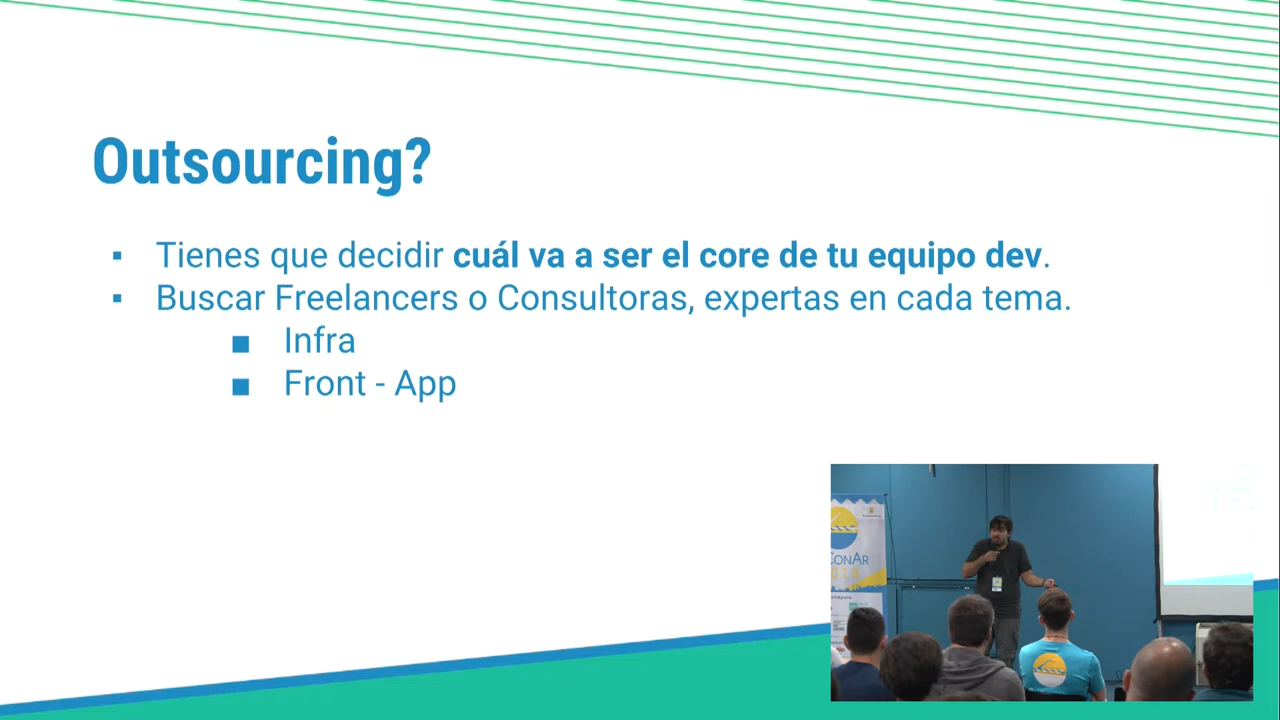 Outsourcing?
▪ Tienes que decidir cuál va a ser el core de tu equipo dev.
▪ Buscar Freelancers o Consultoras, expertas en cada tema.
■ Infra
■ Front - App